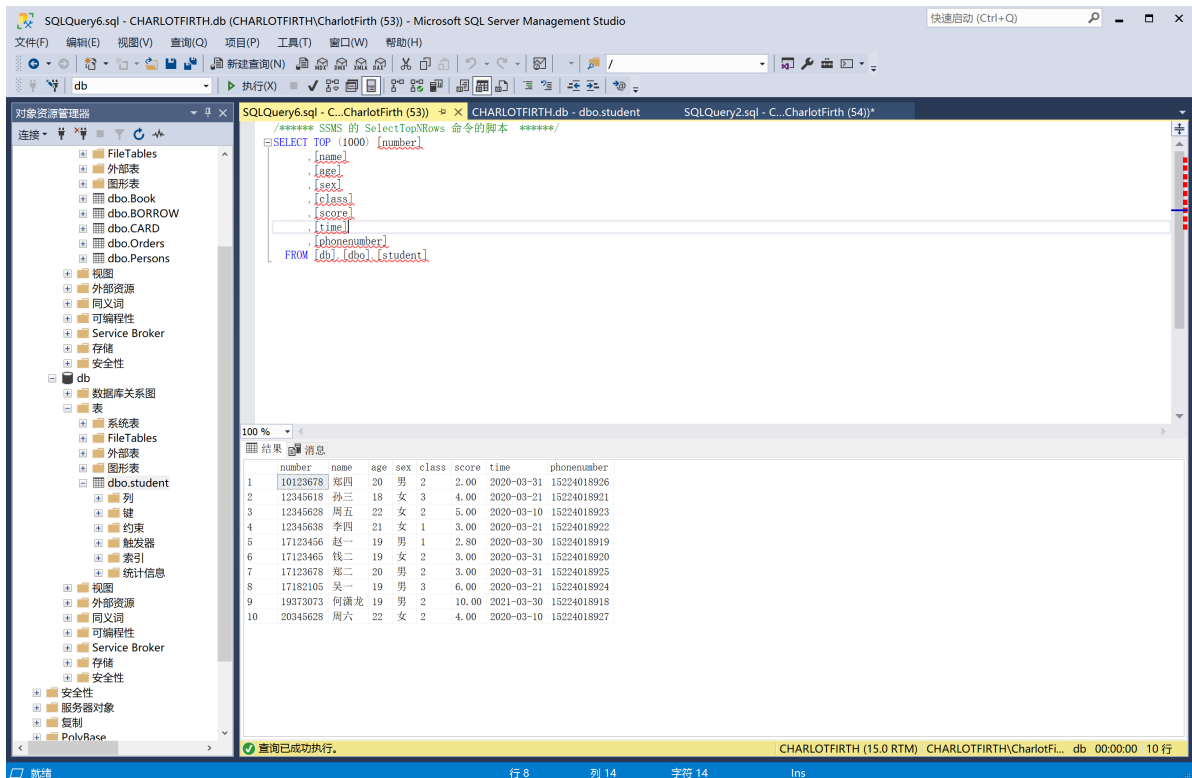 SQLQuery6.sql - CHARLOTFIRTH.db (CHARLOTFIRTH\CharlotFirth (53)) - Microsoft SQL Server Management Studio
快速启动 (Ctrl+Q)
文件(F) 编辑(E) 视图(V) 查询(Q) 项目(P) 工具(T) 窗口(W) 帮助(H)
新建查询(N) MDX DMX XMLA DAX /
db 执行(X)
对象资源管理器
连接
FileTables
外部表
图形表
dbo.Book
dbo.BORROW
dbo.CARD
dbo.Orders
dbo.Persons
视图
外部资源
同义词
可编程性
Service Broker
存储
安全性
db
数据库关系图
表
系统表
FileTables
外部表
图形表
dbo.student
列
键
约束
触发器
索引
统计信息
视图
外部资源
同义词
可编程性
Service Broker
存储
安全性
安全性
服务器对象
复制
PolyBase
SQLQuery6.sql - C...CharlotFirth (53)) CHARLOTFIRTH.db - dbo.student SQLQuery2.sql - C...CharlotFirth (54))*
/****** SSMS 的 SelectTopNRows 命令的脚本 ******/
SELECT TOP (1000) [number]
,[name]
,[age]
,[sex]
,[class]
,[score]
,[time]
,[phonenumber]
FROM [db].[dbo].[student]
100 %
结果 消息
number name age sex class score time phonenumber
1 10123678 郑四 20 男 2 2.00 2020-03-31 15224018926
2 12345618 孙三 18 女 3 4.00 2020-03-21 15224018921
3 12345628 周五 22 女 2 5.00 2020-03-10 15224018923
4 12345638 李四 21 女 1 3.00 2020-03-21 15224018922
5 17123456 赵一 19 男 1 2.80 2020-03-30 15224018919
6 17123465 钱二 19 女 2 3.00 2020-03-31 15224018920
7 17123678 郑二 20 男 2 3.00 2020-03-31 15224018925
8 17182105 吴一 19 男 3 6.00 2020-03-21 15224018924
9 19373073 何潇龙 19 男 2 10.00 2021-03-30 15224018918
10 20345628 周六 22 女 2 4.00 2020-03-10 15224018927
查询已成功执行。 CHARLOTFIRTH (15.0 RTM) CHARLOTFIRTH\CharlotFi... db 00:00:00 10 行
就绪 行 8 列 14 字符 14 Ins